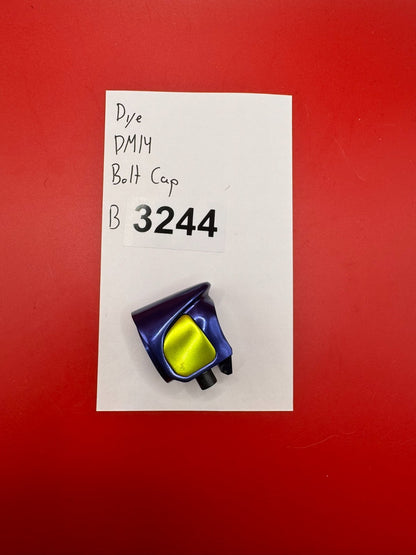 Dye
DM14
Bolt Cap
B 3244